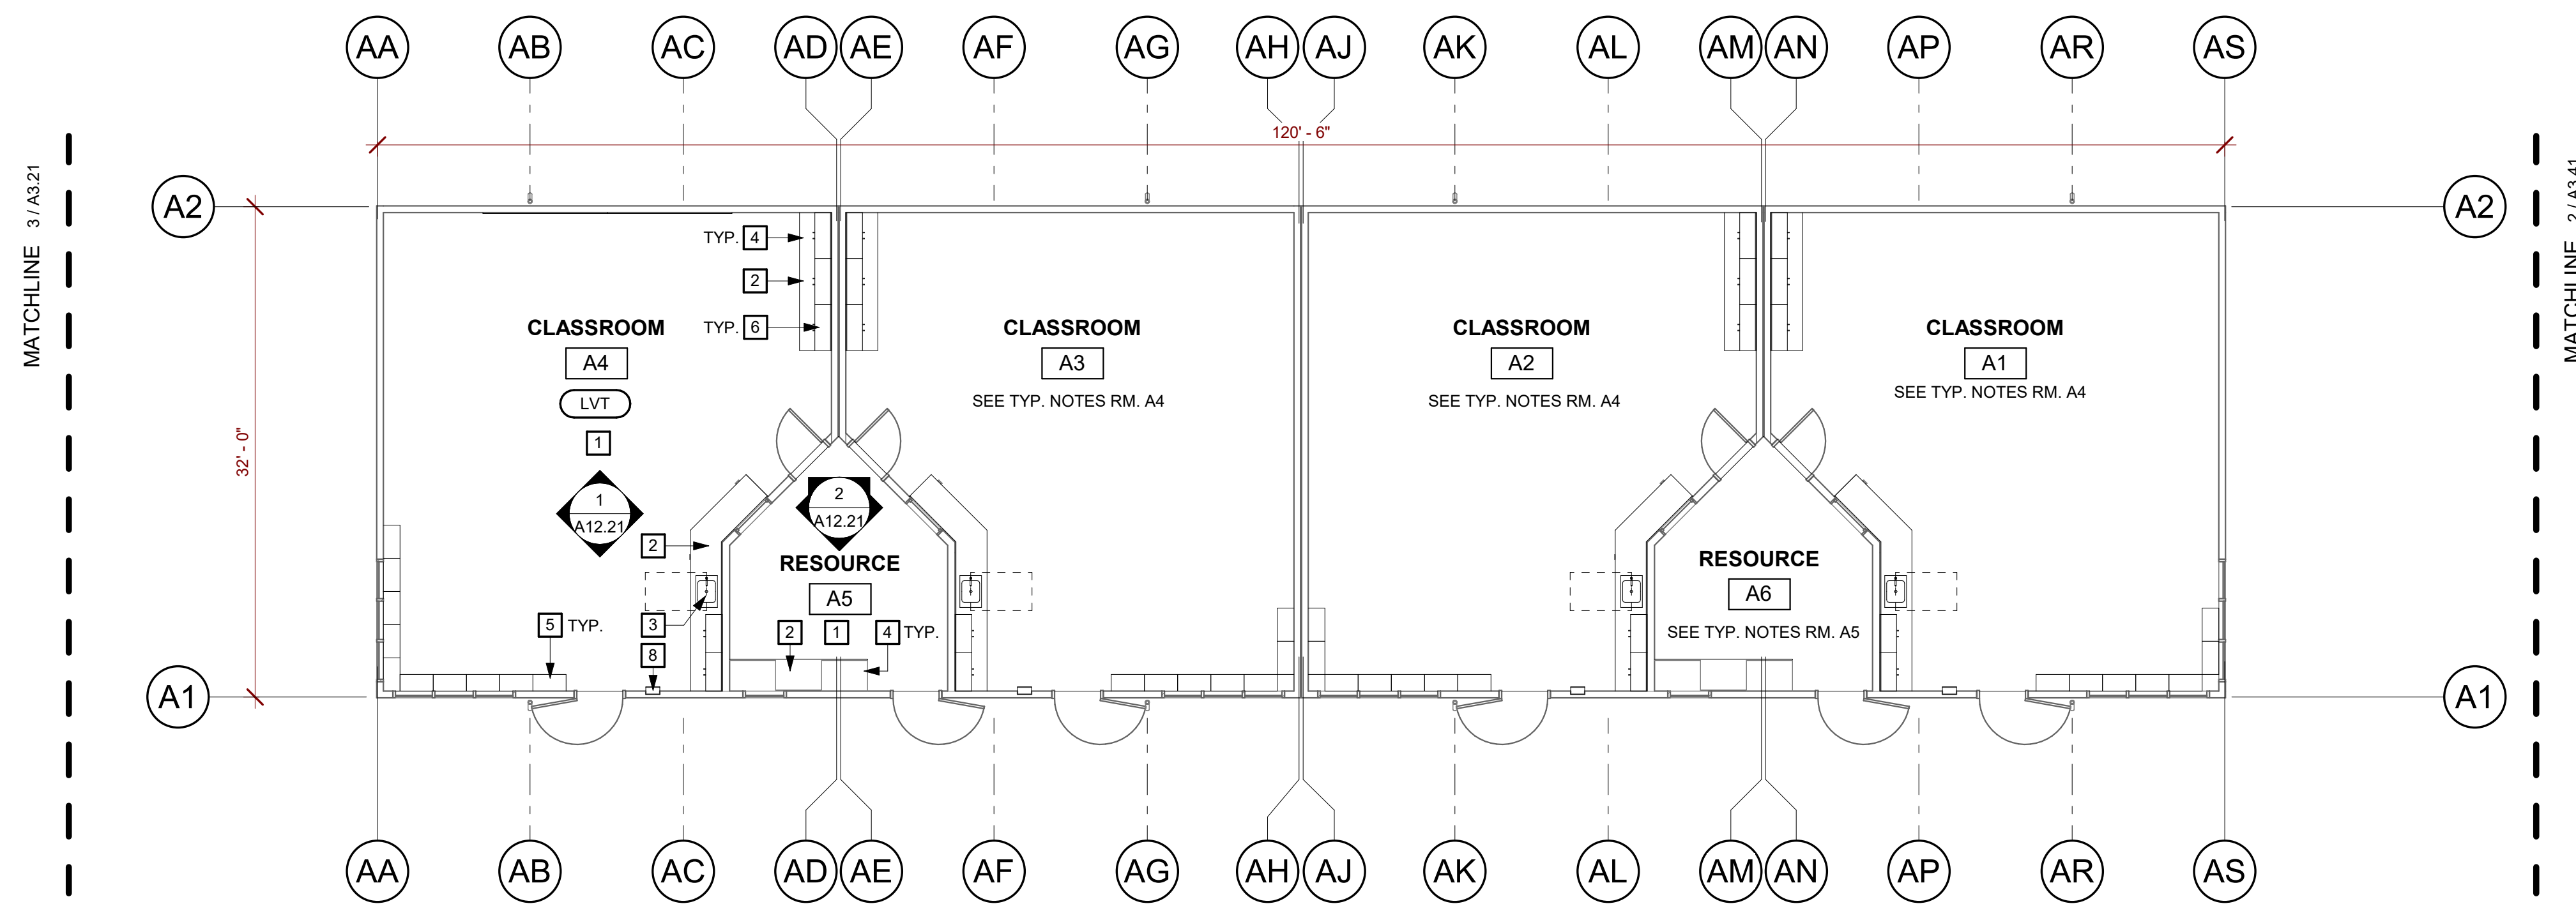 AA AB AC AD AE AF AG AH AJ AK AL AM AN AP AR AS
120' - 6"
MATCHLINE 3 / A3.21
MATCHLINE 2 / A3.41
A2
A2
32' - 0"
TYP. 4
2
TYP. 6
CLASSROOM
A4
LVT
1
1
A12.21
2
3
5 TYP.
8
2
A12.21
RESOURCE
A5
2 1 4 TYP.
CLASSROOM
A3
SEE TYP. NOTES RM. A4
CLASSROOM
A2
SEE TYP. NOTES RM. A4
RESOURCE
A6
SEE TYP. NOTES RM. A5
CLASSROOM
A1
SEE TYP. NOTES RM. A4
A1
A1
AA AB AC AD AE AF AG AH AJ AK AL AM AN AP AR AS